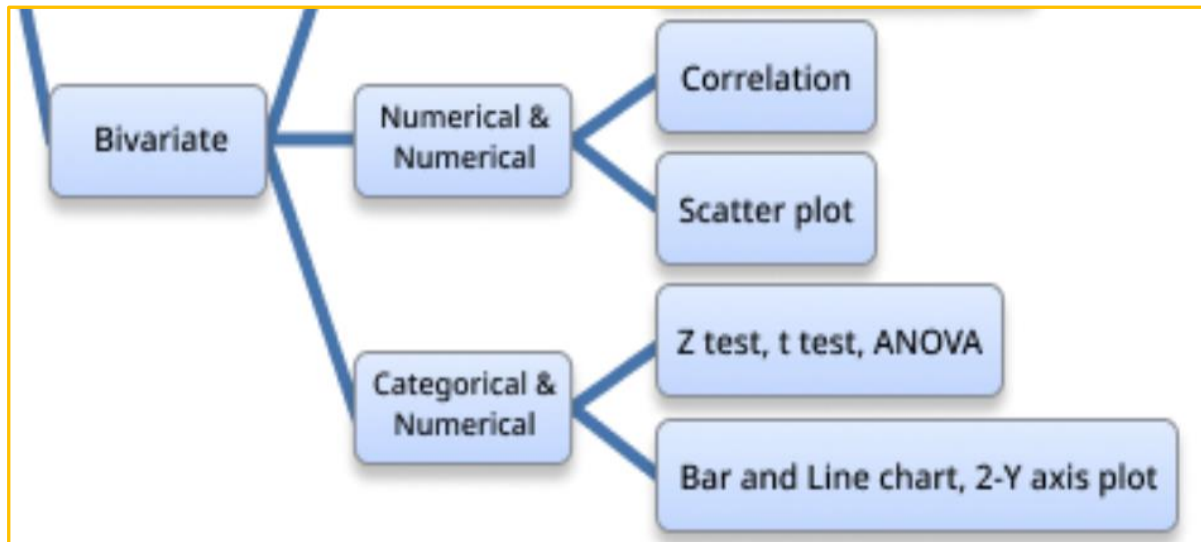 Bivariate
Numerical &
Numerical
Correlation
Scatter plot
Categorical &
Numerical
Z test, t test, ANOVA
Bar and Line chart, 2-Y axis plot